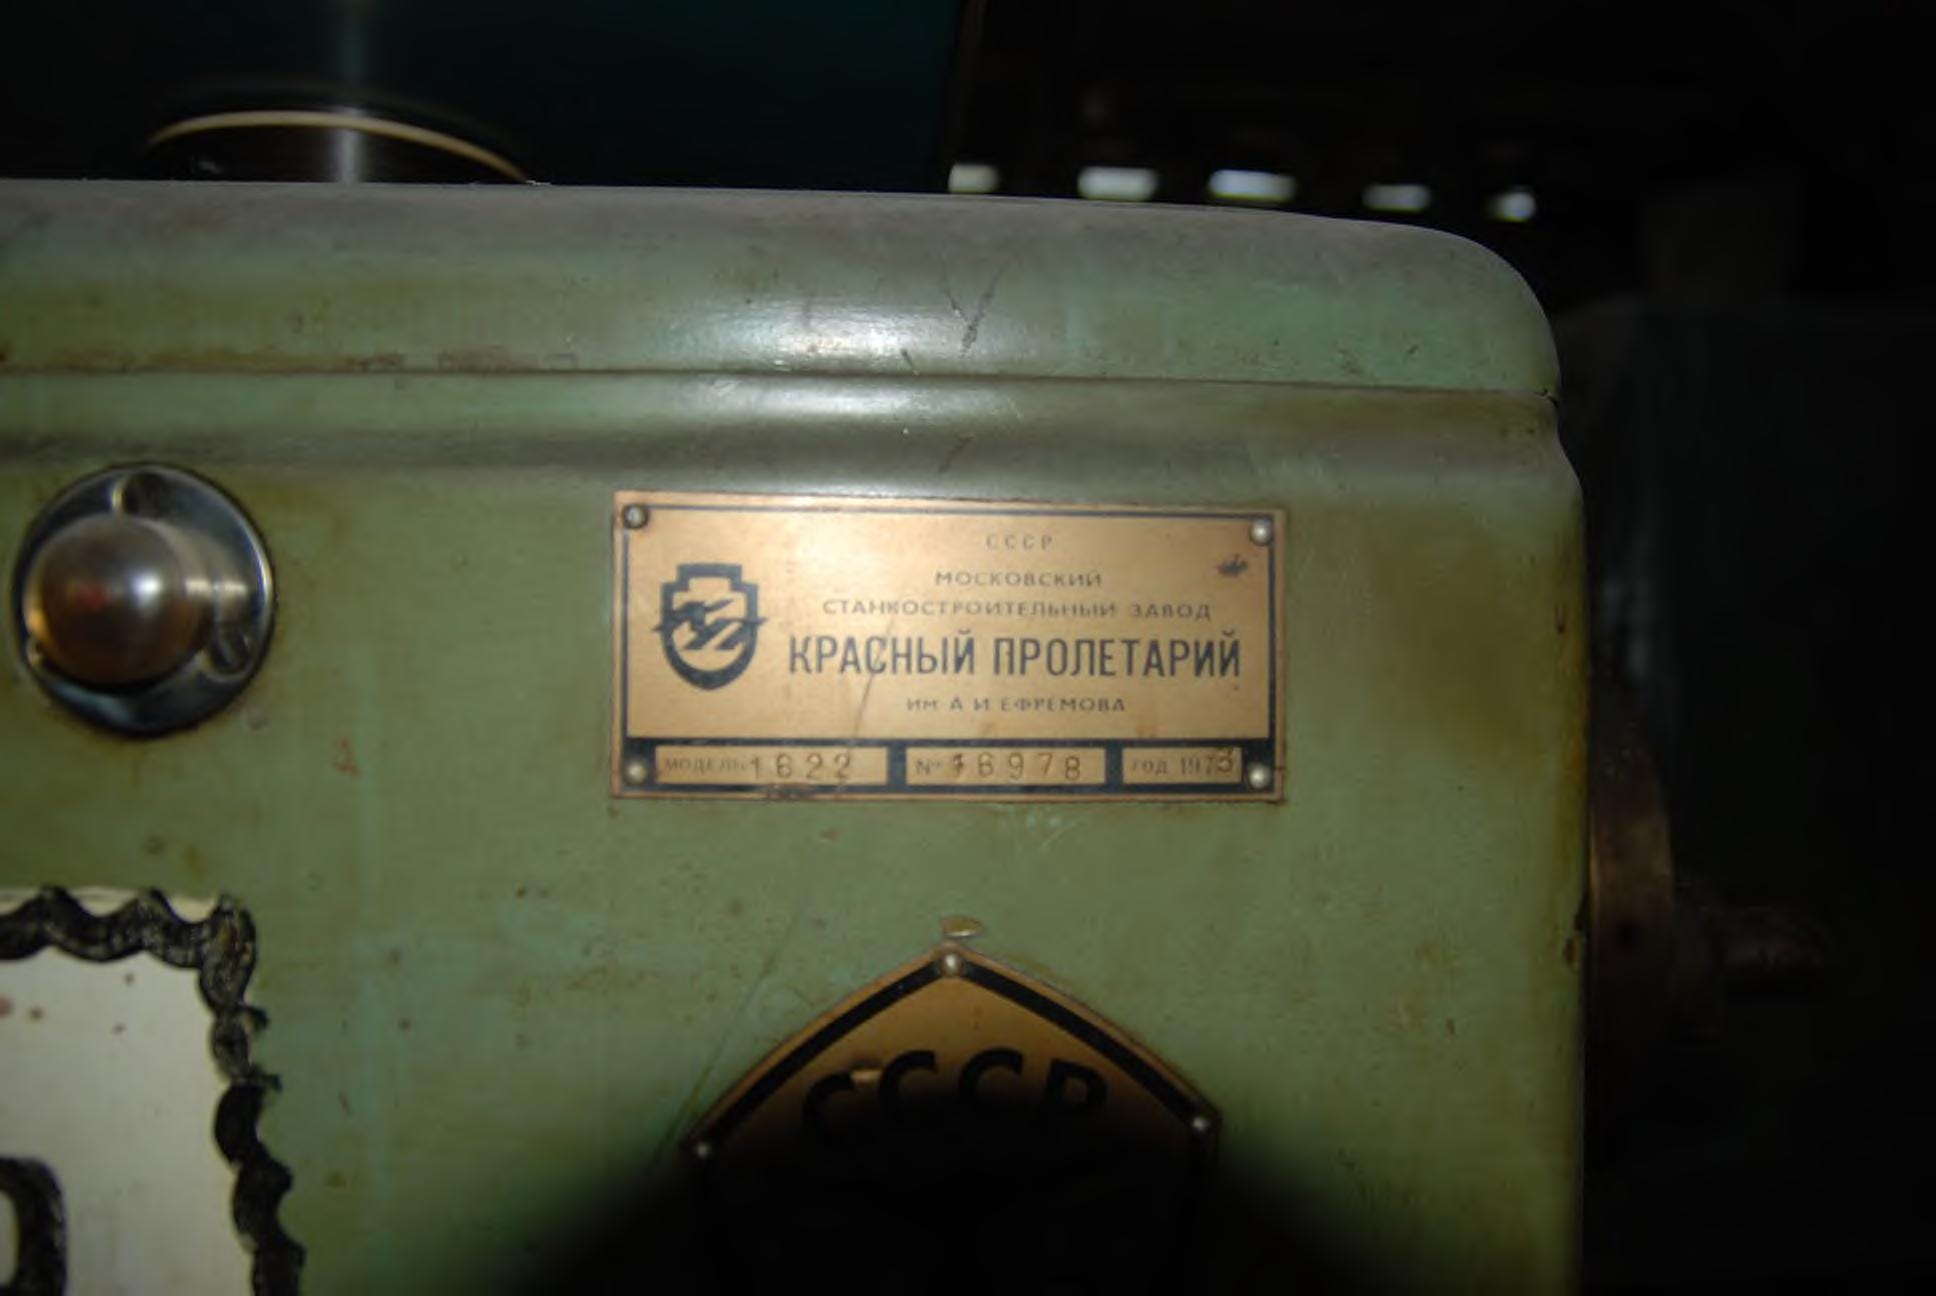 СССР
МОСКОВСКИЙ
СТАНКОСТРОИТЕЛЬНЫЙ ЗАВОД
КРАСНЫЙ ПРОЛЕТАРИЙ
ИМ А И ЕФРЕМОВА
МОДЕЛЬ 1622 № 16978 ГОД 1973
СССР